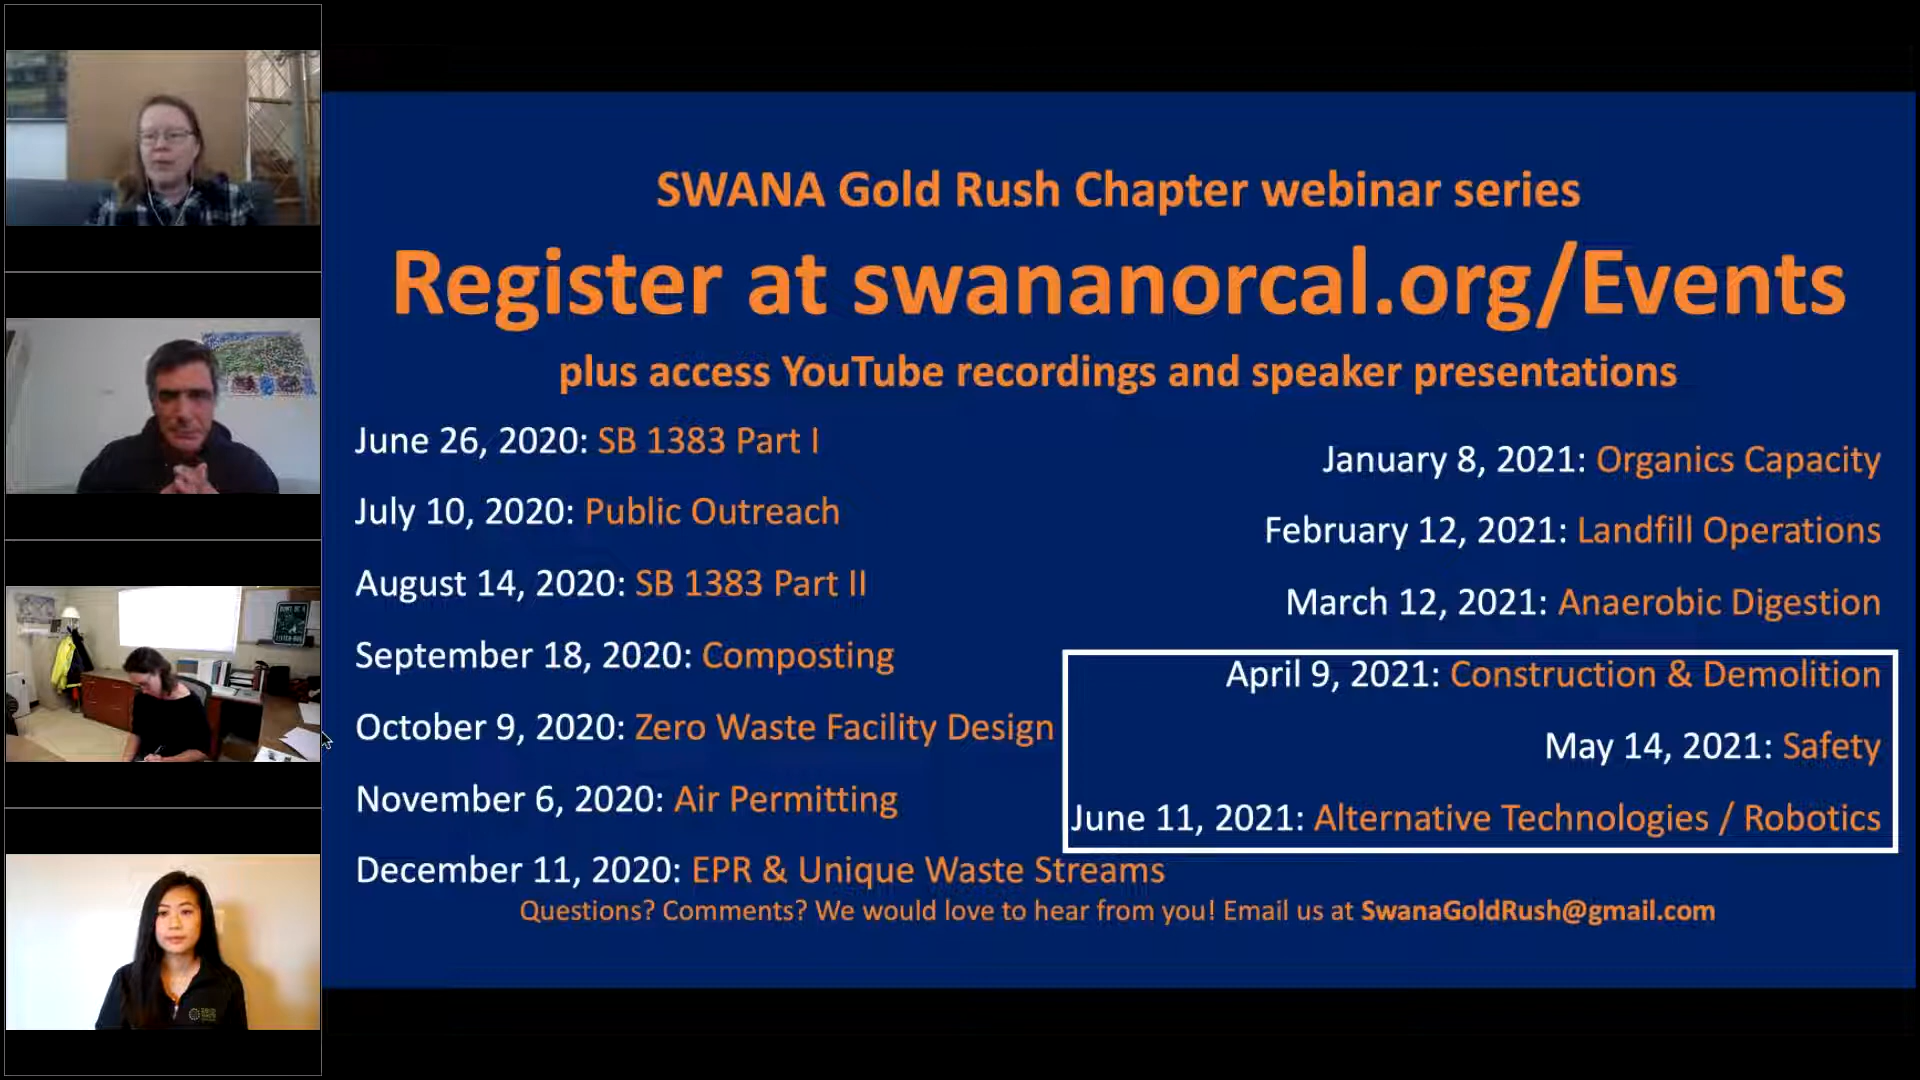 SWANA Gold Rush Chapter webinar series
Register at swananorcal.org/Events
plus access YouTube recordings and speaker presentations
June 26, 2020: SB 1383 Part I
July 10, 2020: Public Outreach
August 14, 2020: SB 1383 Part II
September 18, 2020: Composting
October 9, 2020: Zero Waste Facility Design
November 6, 2020: Air Permitting
December 11, 2020: EPR & Unique Waste Streams
January 8, 2021: Organics Capacity
February 12, 2021: Landfill Operations
March 12, 2021: Anaerobic Digestion
April 9, 2021: Construction & Demolition
May 14, 2021: Safety
June 11, 2021: Alternative Technologies / Robotics
Questions? Comments? We would love to hear from you! Email us at SwanaGoldRush@gmail.com